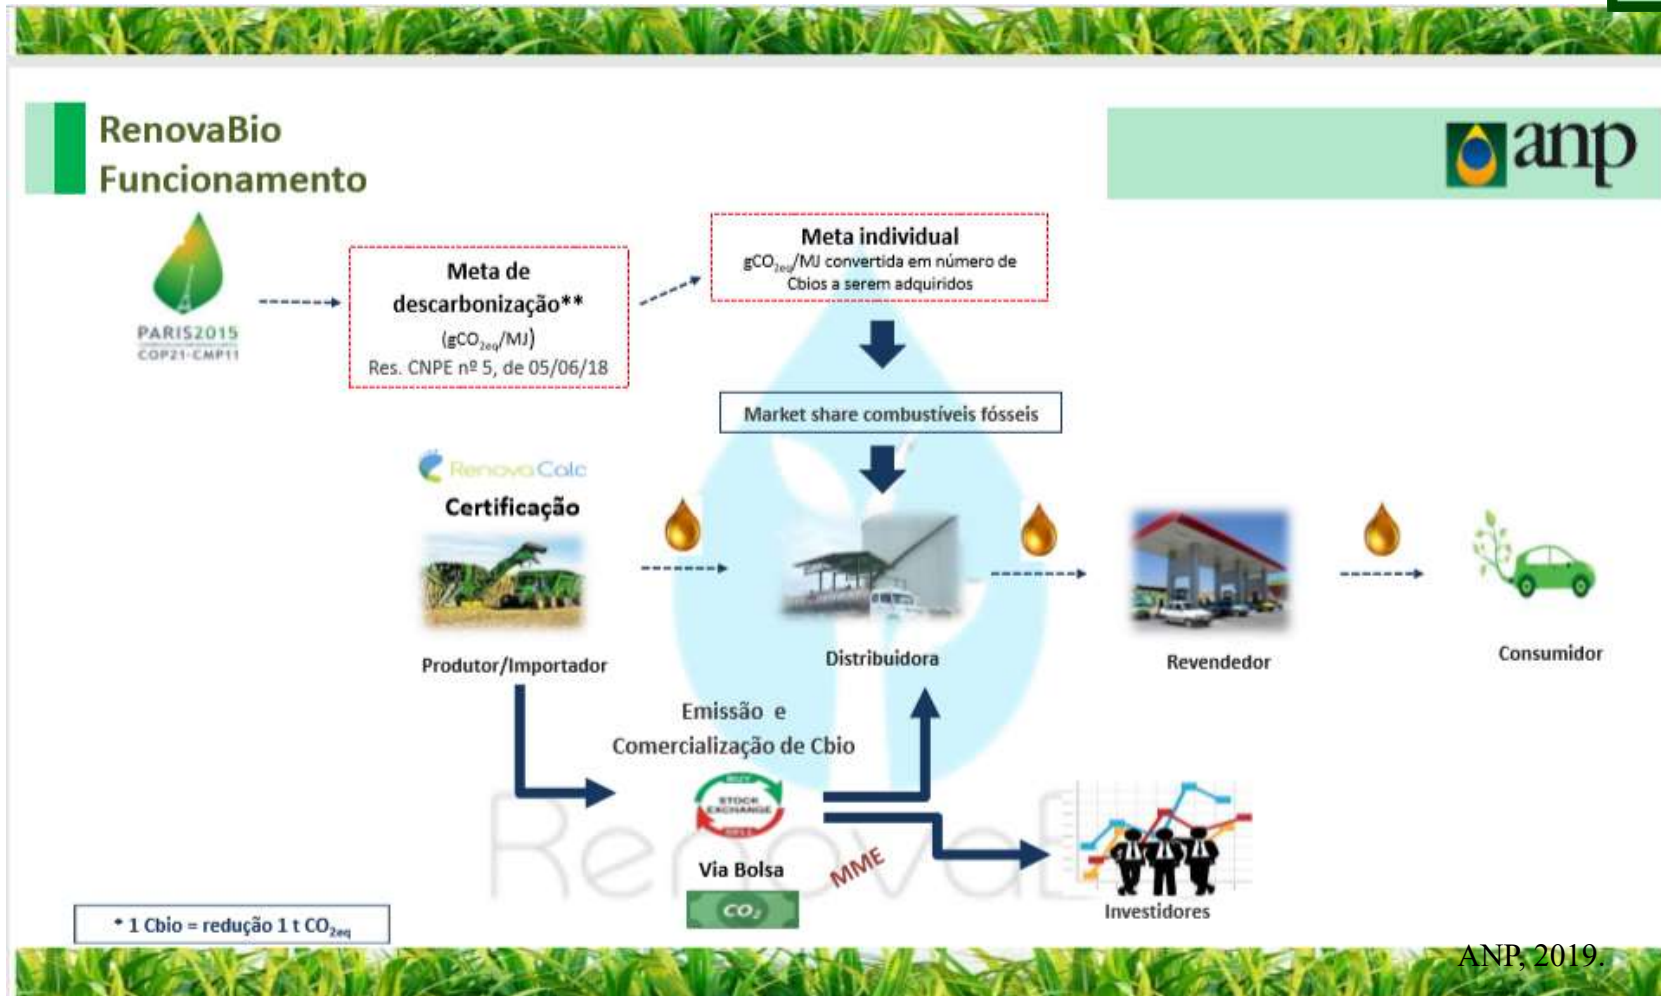 RenovaBio
Funcionamento
anp
PARIS2015
COP21·CMP11
Meta de
descarbonização**
(gCO2eq/MJ)
Res. CNPE nº 5, de 05/06/18
Meta individual
gCO2eq/MJ convertida em número de
Cbios a serem adquiridos
Market share combustíveis fósseis
RenovaCalc
Certificação
Produtor/Importador
Distribuidora
Revendedor
Consumidor
Emissão e
Comercialização de Cbio
BUY
STOCK
EXCHANGE
SELL
Via Bolsa
CO2
MME
Investidores
* 1 Cbio = redução 1 t CO2eq
ANP, 2019.